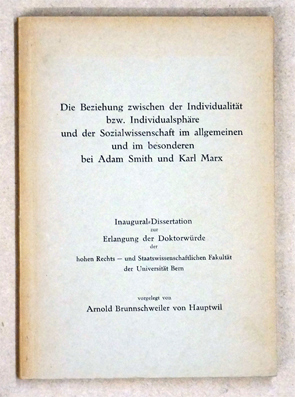 Die Beziehung zwischen der Individualität
bzw. Individualsphäre
und der Sozialwissenschaft im allgemeinen
und im besonderen
bei Adam Smith und Karl Marx
Inaugural-Dissertation
zur
Erlangung der Doktorwürde
der
hohen Rechts – und Staatswissenschaftlichen Fakultät
der Universität Bern
vorgelegt von
Arnold Brunnschweiler von Hauptwil